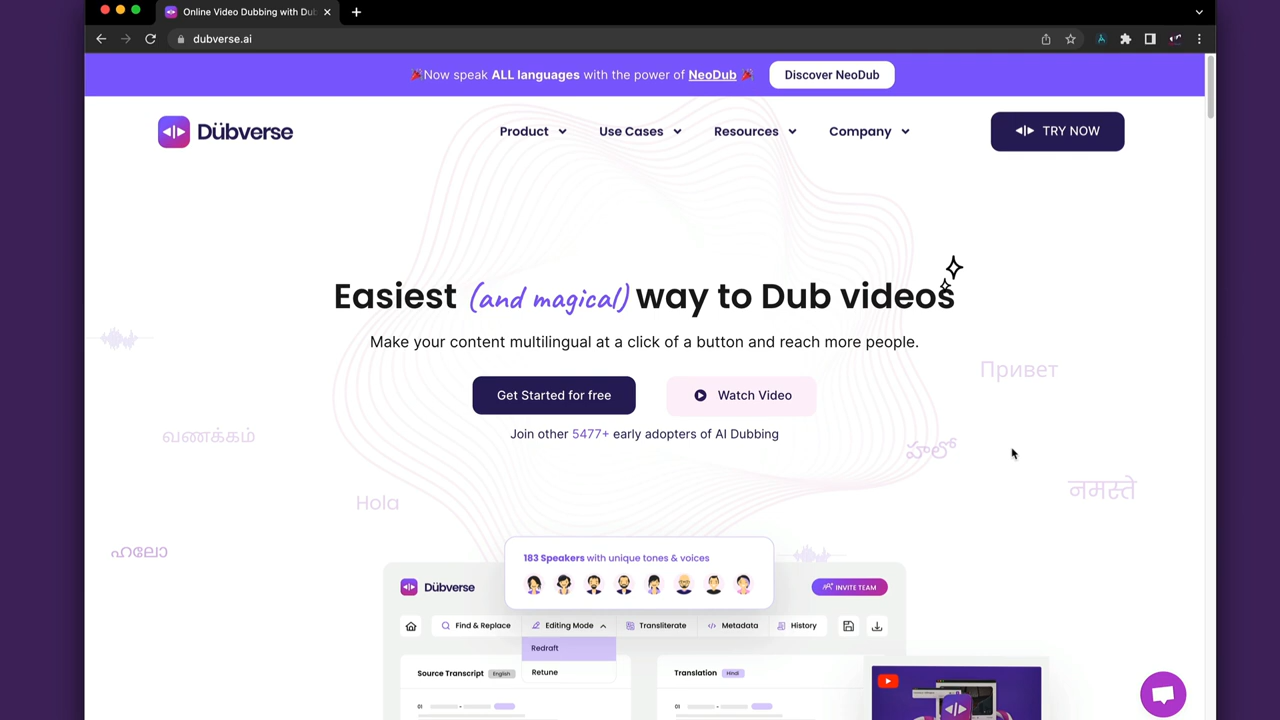 Online Video Dubbing with Dub
dubverse.ai
Now speak ALL languages with the power of NeoDub
Discover NeoDub
Dübverse
Product
Use Cases
Resources
Company
TRY NOW
Easiest (and magical) way to Dub videos
Make your content multilingual at a click of a button and reach more people.
Get Started for free
Watch Video
Join other 5477+ early adopters of AI Dubbing
Привет
வணக்கம்
హలో
नमस्ते
Hola
ഹലോ
183 Speakers with unique tones & voices
Dübverse
INVITE TEAM
Find & Replace
Editing Mode
Transliterate
Metadata
History
Redraft
Retune
Source Transcript
English
Translation
Hindi
01
01